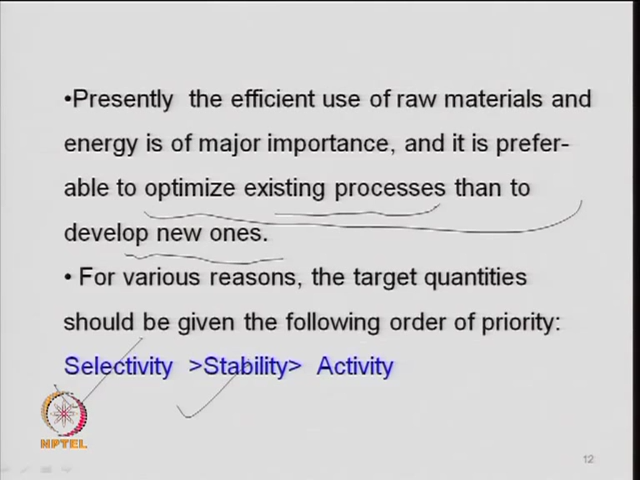 •Presently the efficient use of raw materials and
energy is of major importance, and it is prefer-
able to optimize existing processes than to
develop new ones.
• For various reasons, the target quantities
should be given the following order of priority:
Selectivity >Stability> Activity
NPTEL
12